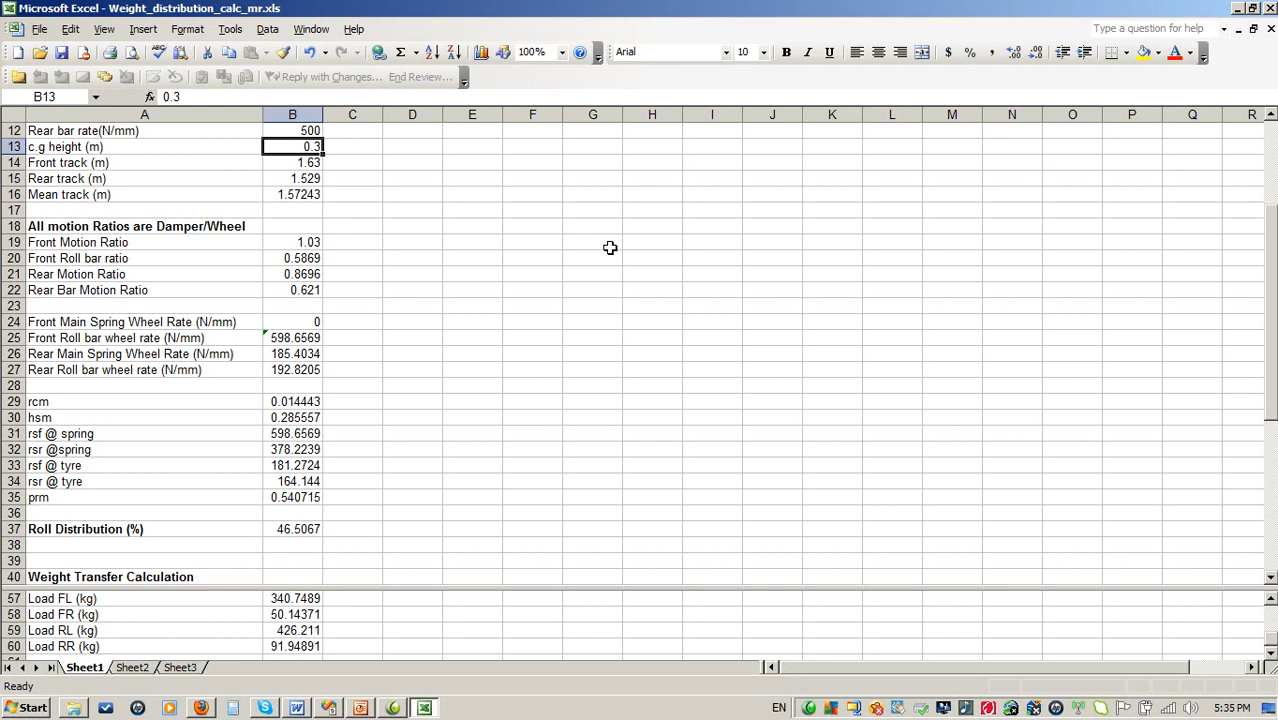 Microsoft Excel - Weight_distribution_calc_mr.xls
File Edit View Insert Format Tools Data Window Help Type a question for help
100% Arial 10 B I U $ % ,
Reply with Changes... End Review...
B13 fx 0.3
A B C D E F G H I J K L M N O P Q R
12 Rear bar rate(N/mm) 500
13 c.g height (m) 0.3
14 Front track (m) 1.63
15 Rear track (m) 1.529
16 Mean track (m) 1.57243
17
18 All motion Ratios are Damper/Wheel
19 Front Motion Ratio 1.03
20 Front Roll bar ratio 0.5869
21 Rear Motion Ratio 0.8696
22 Rear Bar Motion Ratio 0.621
23
24 Front Main Spring Wheel Rate (N/mm) 0
25 Front Roll bar wheel rate (N/mm) 598.6569
26 Rear Main Spring Wheel Rate (N/mm) 185.4034
27 Rear Roll bar wheel rate (N/mm) 192.8205
28
29 rcm 0.014443
30 hsm 0.285557
31 rsf @ spring 598.6569
32 rsr @spring 378.2239
33 rsf @ tyre 181.2724
34 rsr @ tyre 164.144
35 prm 0.540715
36
37 Roll Distribution (%) 46.5067
38
39
40 Weight Transfer Calculation
57 Load FL (kg) 340.7489
58 Load FR (kg) 50.14371
59 Load RL (kg) 426.211
60 Load RR (kg) 91.94891
Sheet1 Sheet2 Sheet3
Ready
Start EN 5:35 PM